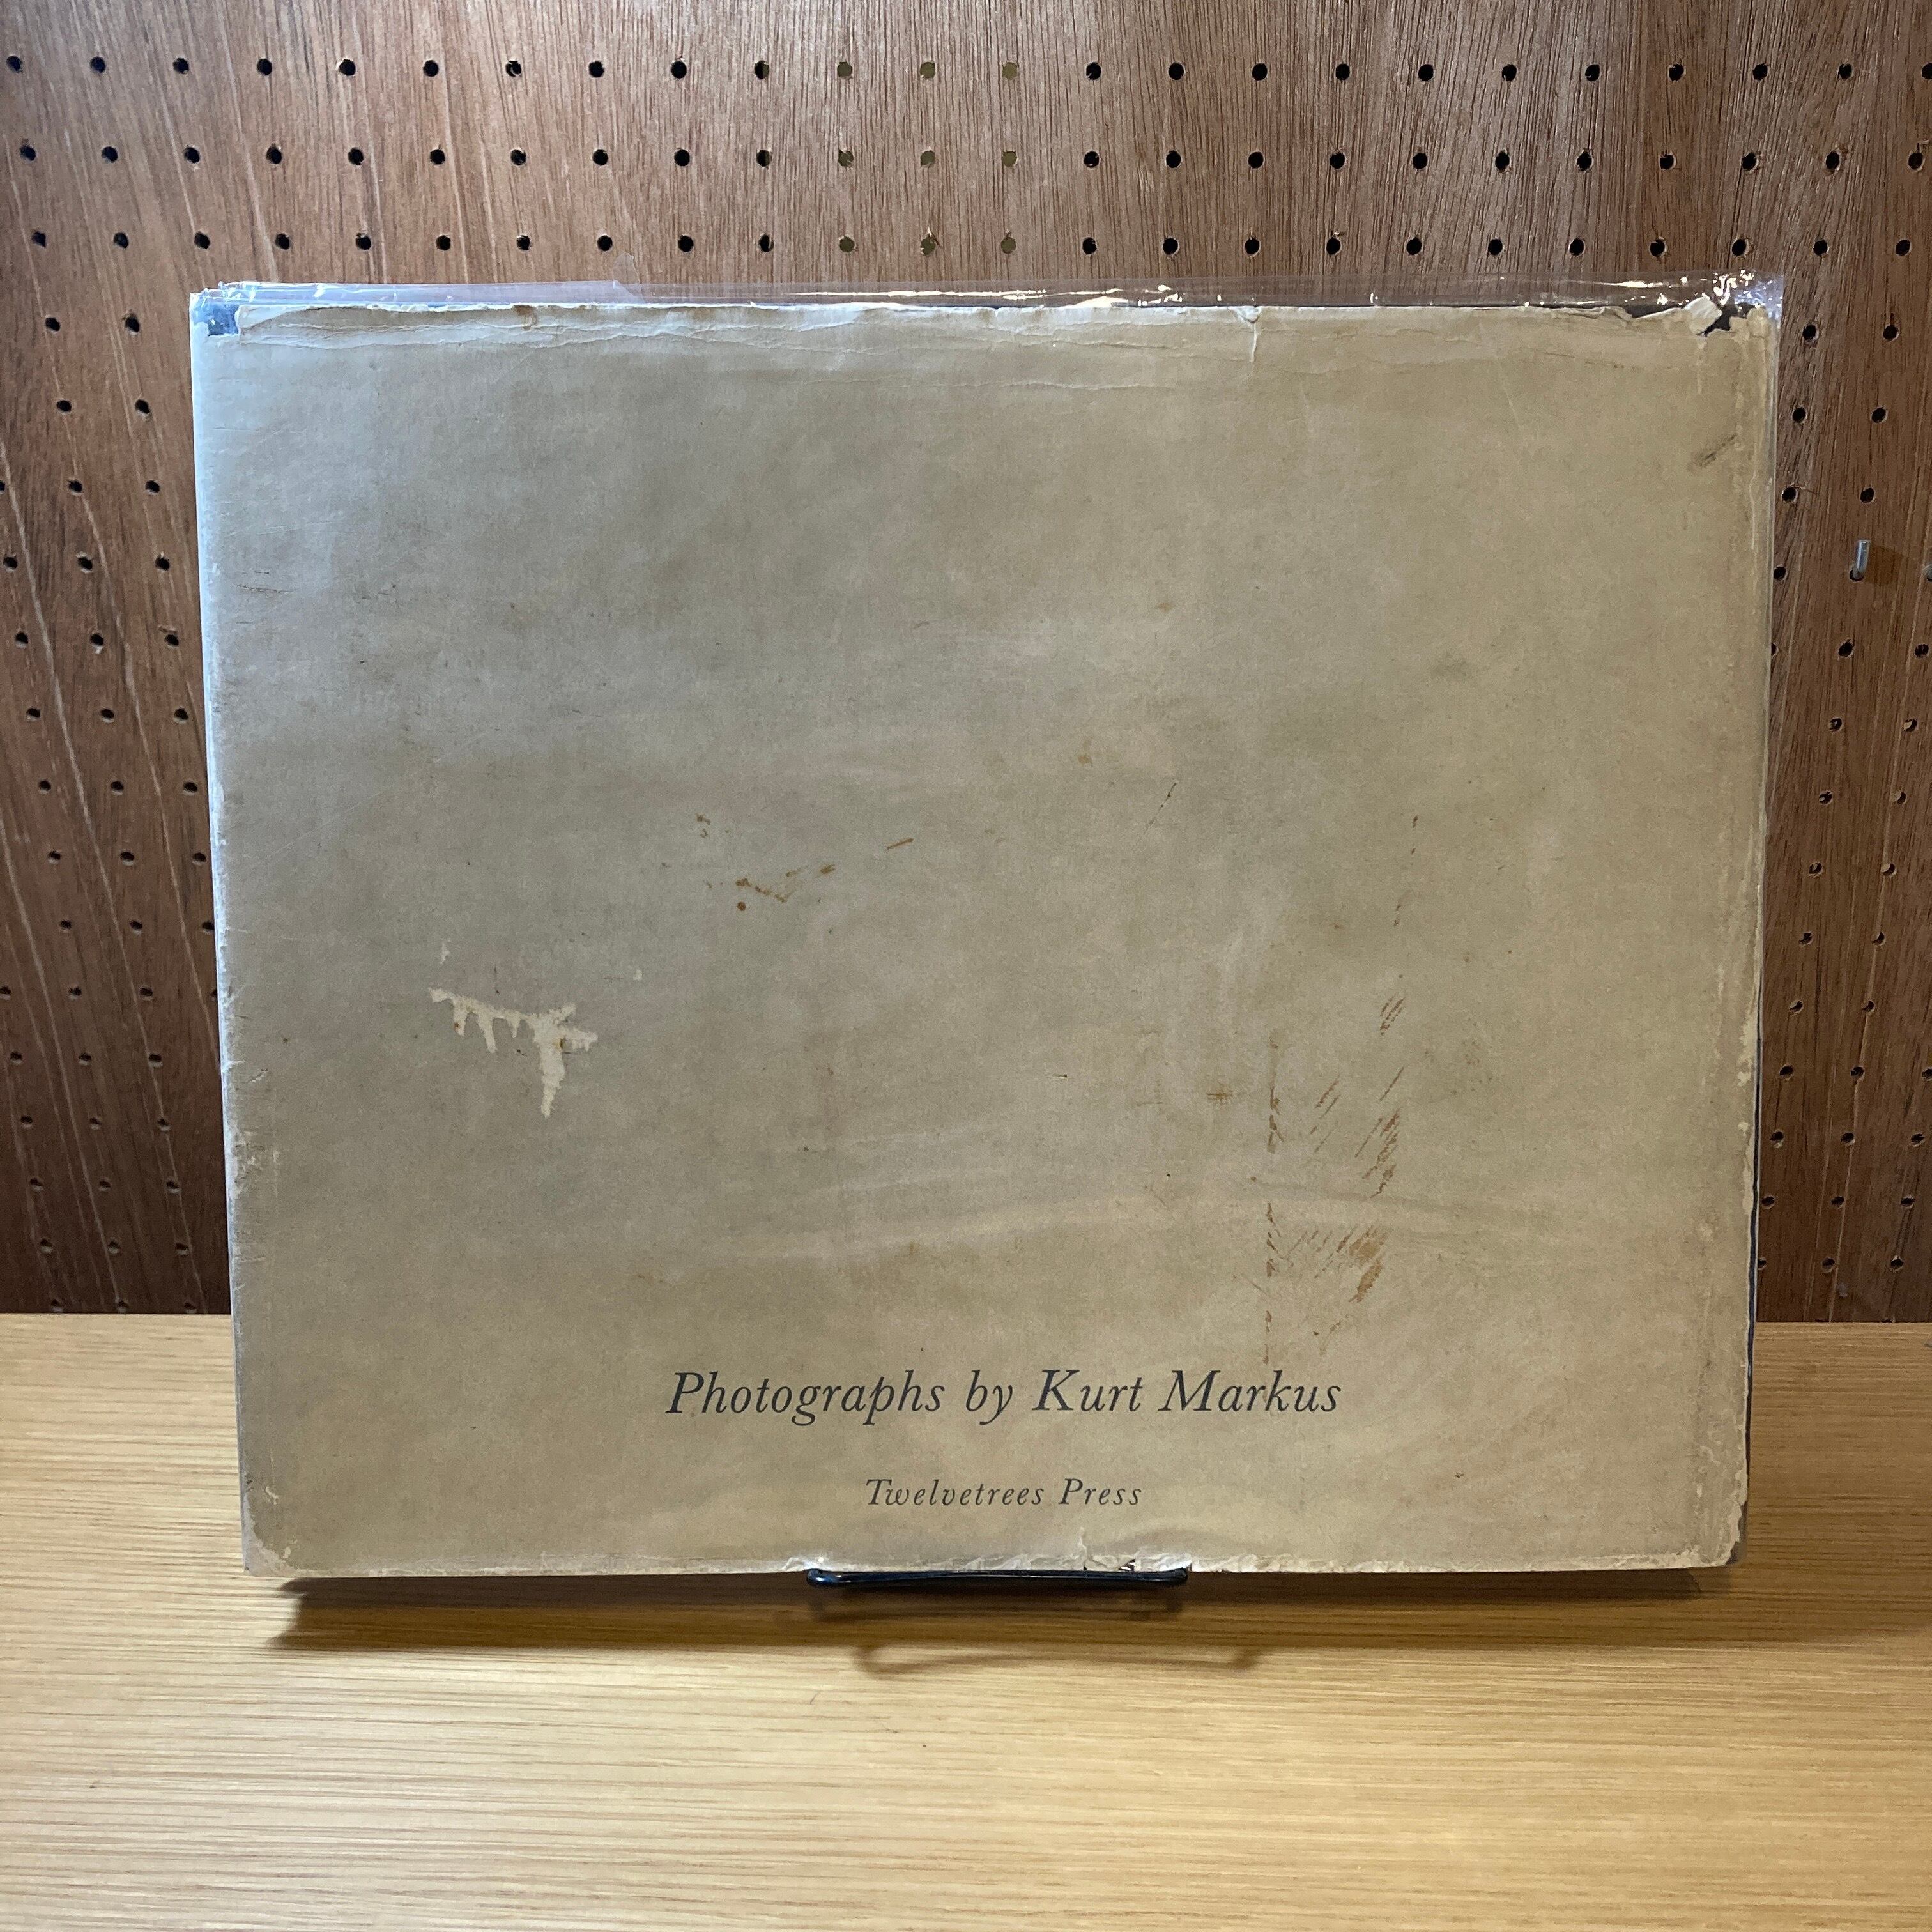 Photographs by Kurt Markus
Twelvetrees Press